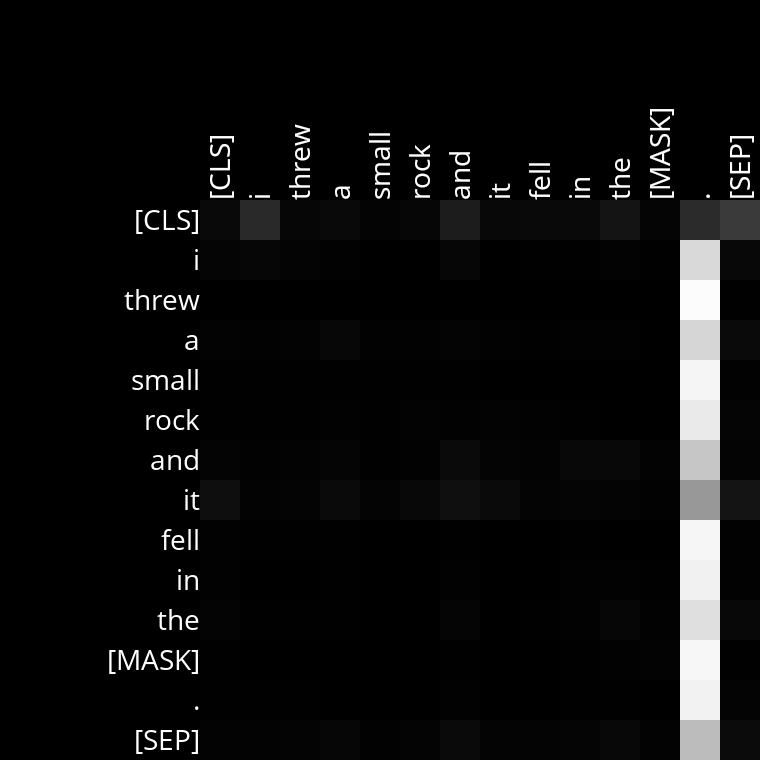 [CLS] i threw a small rock and it fell in the [MASK] . [SEP]
[CLS]
i
threw
a
small
rock
and
it
fell
in
the
[MASK]
.
[SEP]